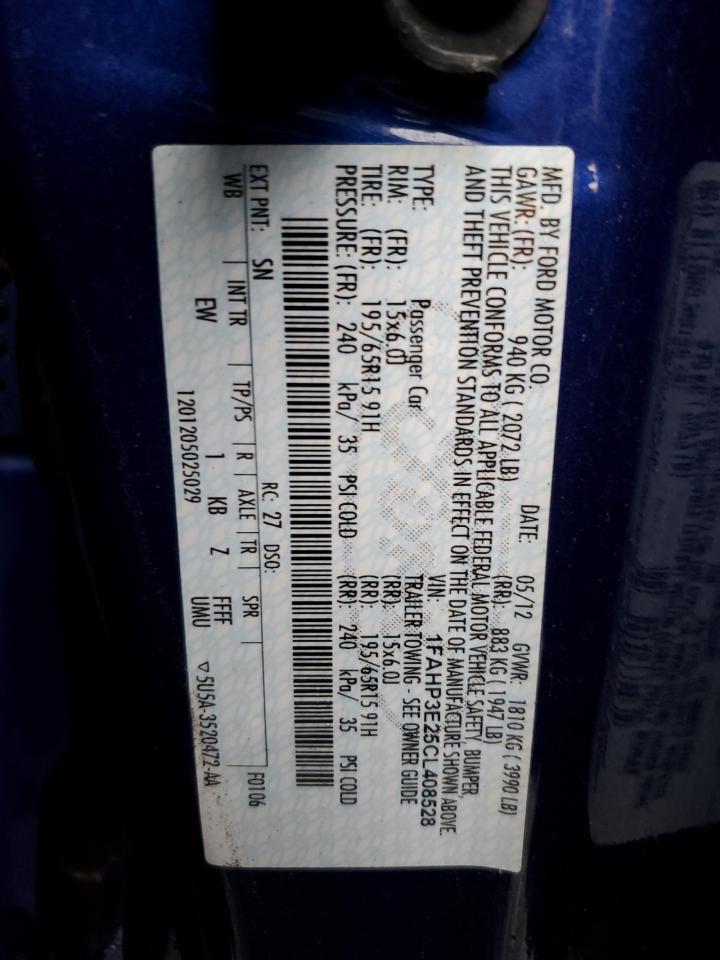 MFD. BY FORD MOTOR CO. DATE: 05/12 GVWR: 1810 KG ( 3990 LB)
GAWR: (FR): 940 KG ( 2072 LB) (RR): 883 KG ( 1947 LB)
THIS VEHICLE CONFORMS TO ALL APPLICABLE FEDERAL MOTOR VEHICLE SAFETY, BUMPER,
AND THEFT PREVENTION STANDARDS IN EFFECT ON THE DATE OF MANUFACTURE SHOWN ABOVE.
VIN: 1FAHP3E25CL408528
TYPE: Passenger Car TRAILER TOWING - SEE OWNER GUIDE
RIM: (FR): 15x6.0J (RR): 15x6.0J
TIRE: (FR): 195/65R15 91H (RR): 195/65R15 91H
PRESSURE: (FR): 240 kPa/ 35 PSI COLD (RR): 240 kPa/ 35 PSI COLD
EXT PNT: SN RC: 27 DSO: F0106
WB INT TR TP/PS R AXLE TR SPR
EW 1 KB Z FFFF
UMU
1201205025029 ▽5U5A-3520472-AA